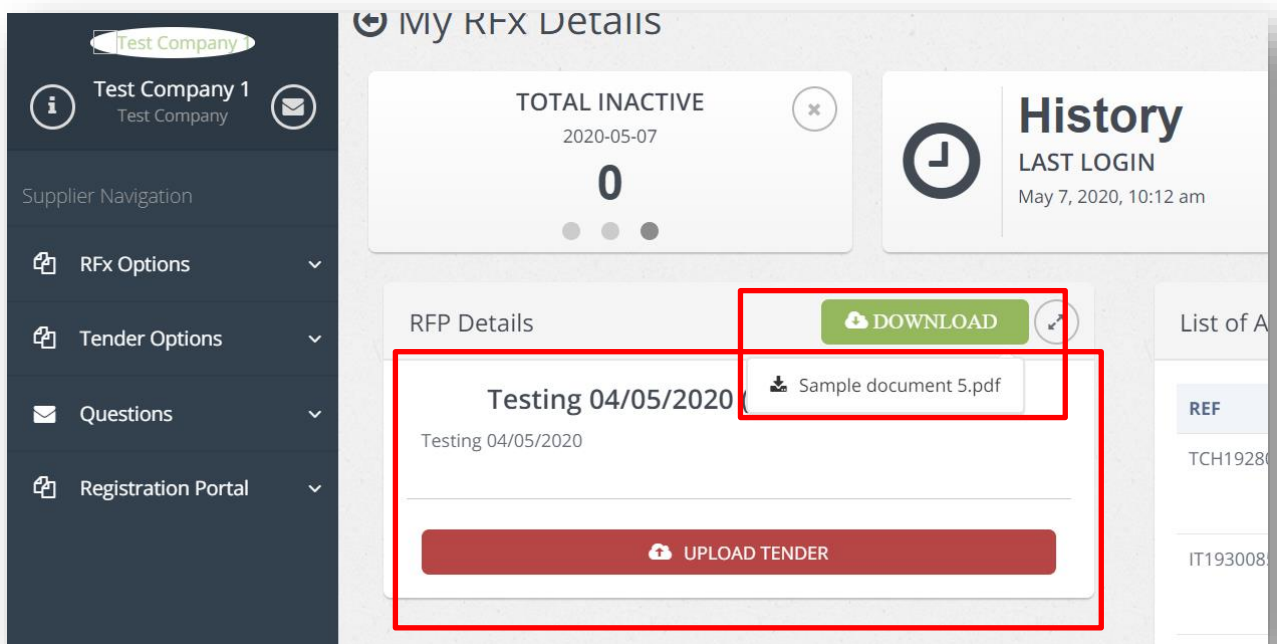 Test Company 1
Test Company 1
Test Company
Supplier Navigation
RFx Options
Tender Options
Questions
Registration Portal
My RFx Details
TOTAL INACTIVE
2020-05-07
0
History
LAST LOGIN
May 7, 2020, 10:12 am
RFP Details
DOWNLOAD
Sample document 5.pdf
Testing 04/05/2020 (
Testing 04/05/2020
UPLOAD TENDER
List of A
REF
TCH19280
IT193008